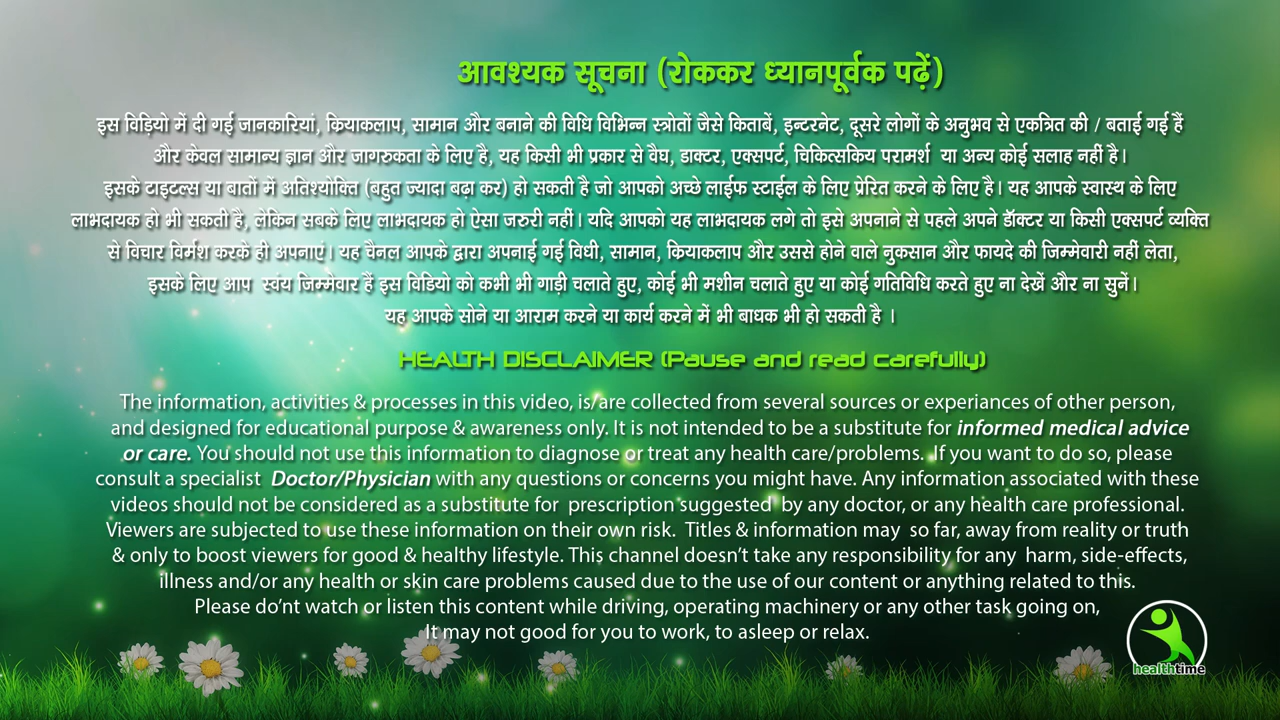 आवश्यक सूचना (रोककर ध्यानपूर्वक पढ़ें)
इस विड़ियो में दी गई जानकारियां, कियाकलाप, सामान और बनाने की विधि विभिन्न स्त्रोतों जैसे किताबें, इन्टरनेट, दूसरे लोगों के अनुभव से एकत्रित की / बताई गई हैं
और केवल सामान्य ज्ञान और जागरुकता के लिए है, यह किसी भी प्रकार से वैघ, डाक्टर, एक्सपर्ट, चिकित्सकिय परामर्श या अन्य कोई सलाह नहीं है।
इसके टाइटल्स या बातों में अतिश्योक्ति (बहुत ज्यादा बढ़ा कर) हो सकती है जो आपको अच्छे लाईफ स्टाईल के लिए प्रेरित करने के लिए है। यह आपके स्वास्थ के लिए
लाभदायक हो भी सकती है, लेकिन सबके लिए लाभदायक हो ऐसा जरुरी नहीं। यदि आपको यह लाभदायक लगे तो इसे अपनाने से पहले अपने डॅाक्टर या किसी एक्सपर्ट व्यक्ति
से विचार विर्मश करके ही अपनाएं। यह चैनल आपके द्वारा अपनाई गई विधी, सामान, कियाकलाप और उससे होने वाले नुकसान और फायदे की जिम्मेवारी नहीं लेता,
इसके लिए आप स्वंय जिम्मेवार हैं इस विडियो को कभी भी गाड़ी चलाते हुए, कोई भी मशीन चलाते हुए या कोई गतिविधि करते हुए ना देखें और ना सुनें।
यह आपके सोने या आराम करने या कार्य करने में भी बाधक भी हो सकती है ।
HEALTH DISCLAIMER (Pause and read carefully)
The information, activities & processes in this video, is/are collected from several sources or experiances of other person,
and designed for educational purpose & awareness only. It is not intended to be a substitute for informed medical advice
or care. You should not use this information to diagnose or treat any health care/problems. If you want to do so, please
consult a specialist Doctor/Physician with any questions or concerns you might have. Any information associated with these
videos should not be considered as a substitute for prescription suggested by any doctor, or any health care professional.
Viewers are subjected to use these information on their own risk. Titles & information may so far, away from reality or truth
& only to boost viewers for good & healthy lifestyle. This channel doesn't take any responsibility for any harm, side-effects,
illness and/or any health or skin care problems caused due to the use of our content or anything related to this.
Please do'nt watch or listen this content while driving, operating machinery or any other task going on,
It may not good for you to work, to asleep or relax.
healthtime